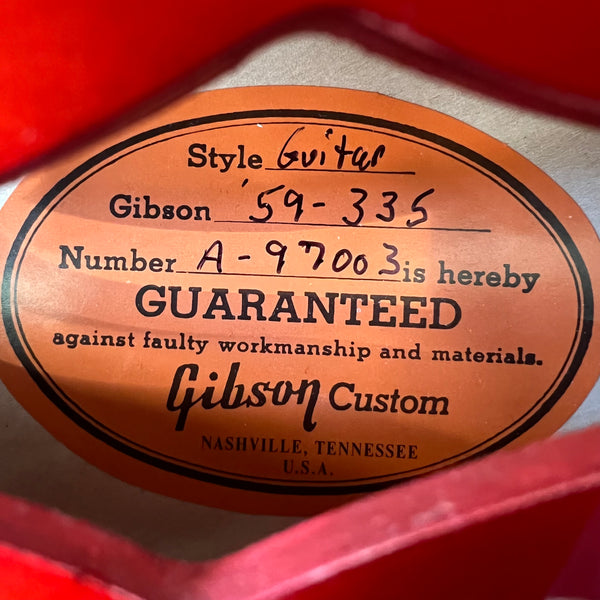 Style Guitar
Gibson '59-335
Number A-97003 is hereby
GUARANTEED
against faulty workmanship and materials.
Gibson Custom
NASHVILLE, TENNESSEE
U.S.A.